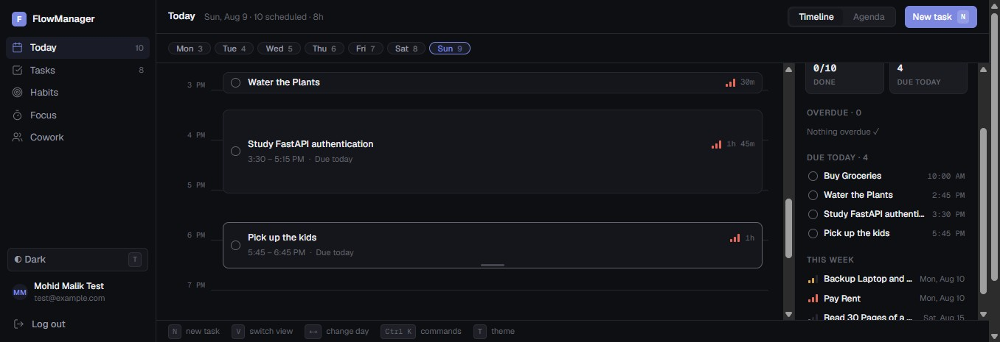 F FlowManager
Today 10
Tasks 8
Habits
Focus
Cowork
Dark T
MM Mohid Malik Test
test@example.com
Log out
Today Sun, Aug 9 · 10 scheduled · 8h
Timeline Agenda New task N
Mon 3 Tue 4 Wed 5 Thu 6 Fri 7 Sat 8 Sun 9
3 PM
Water the Plants 30m
4 PM
Study FastAPI authentication 1h 45m
3:30 – 5:15 PM · Due today
5 PM
6 PM
Pick up the kids 1h
5:45 – 6:45 PM · Due today
7 PM
0/10 4
DONE DUE TODAY
OVERDUE · 0
Nothing overdue ✓
DUE TODAY · 4
Buy Groceries 10:00 AM
Water the Plants 2:45 PM
Study FastAPI authenti... 3:30 PM
Pick up the kids 5:45 PM
THIS WEEK
Backup Laptop and ... Mon, Aug 10
Pay Rent Mon, Aug 10
Read 30 Pages of a ... Sat, Aug 15
N new task V switch view ↔ change day Ctrl K commands T theme